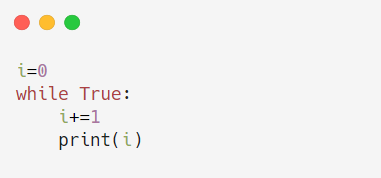 i=0
while True:
    i+=1
    print(i)